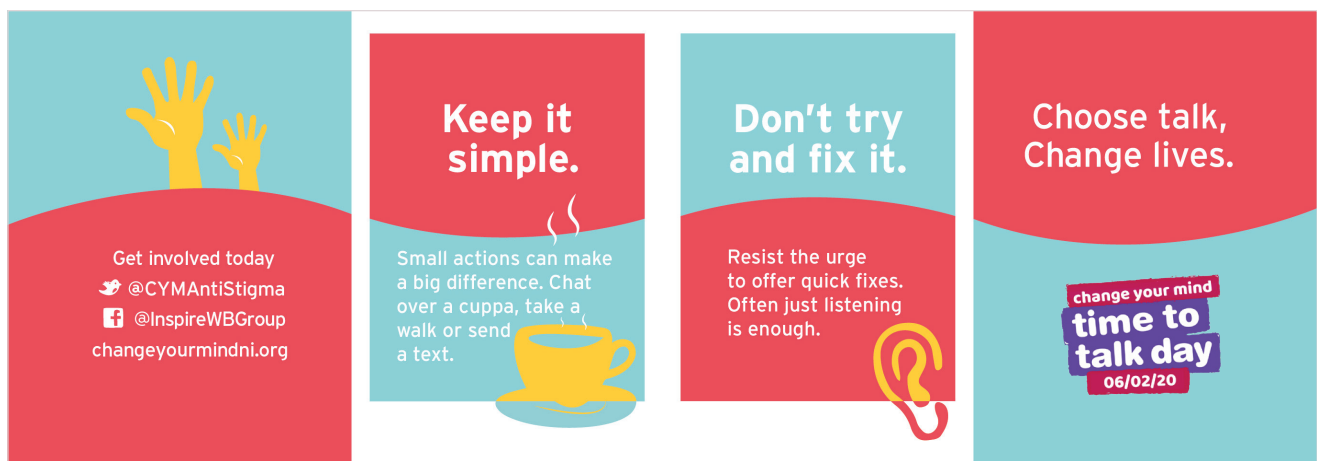 Get involved today
@CYMAntiStigma
@InspireWBGroup
changeyourmindni.org
Keep it
simple.
Small actions can make
a big difference. Chat
over a cuppa, take a
walk or send
a text.
Don't try
and fix it.
Resist the urge
to offer quick fixes.
Often just listening
is enough.
Choose talk,
Change lives.
change your mind
time to
talk day
06/02/20